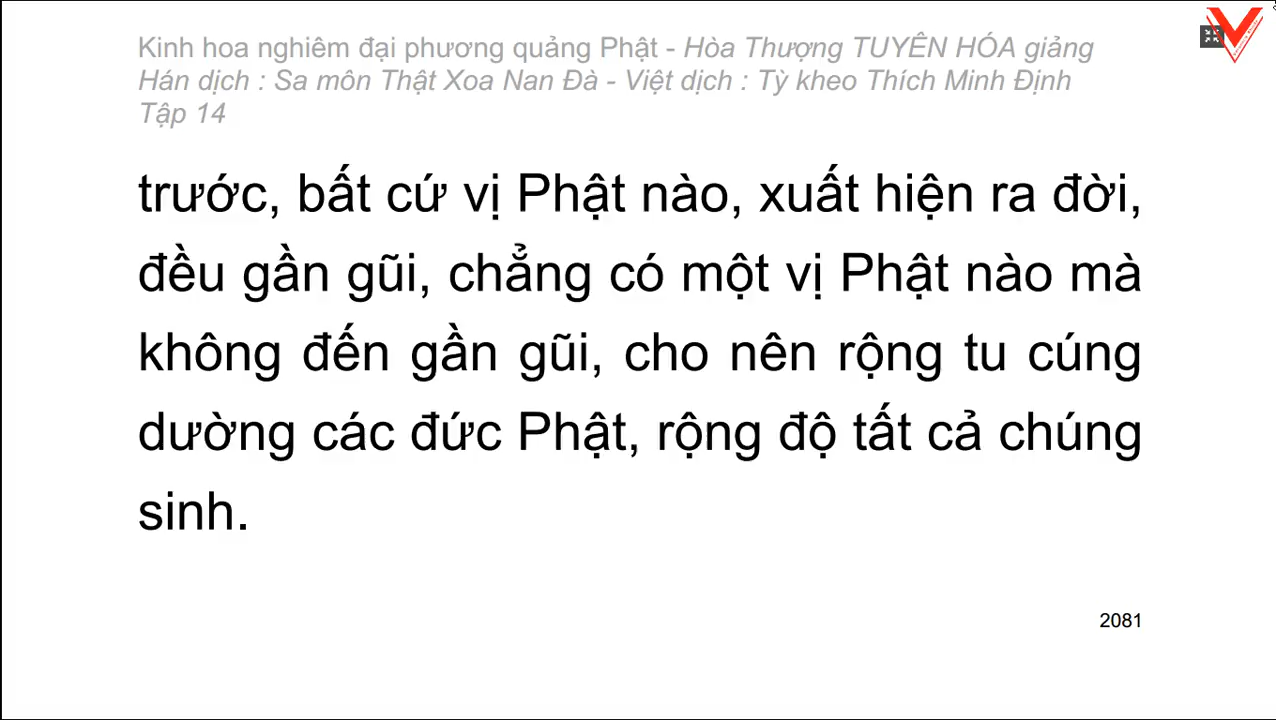 Kinh hoa nghiêm đại phương quảng Phật - Hòa Thượng TUYÊN HÓA giảng
Hán dịch : Sa môn Thật Xoa Nan Đà - Việt dịch : Tỳ kheo Thích Minh Định
Tập 14
trước, bất cứ vị Phật nào, xuất hiện ra đời,
đều gần gũi, chẳng có một vị Phật nào mà
không đến gần gũi, cho nên rộng tu cúng
dường các đức Phật, rộng độ tất cả chúng
sinh.
2081